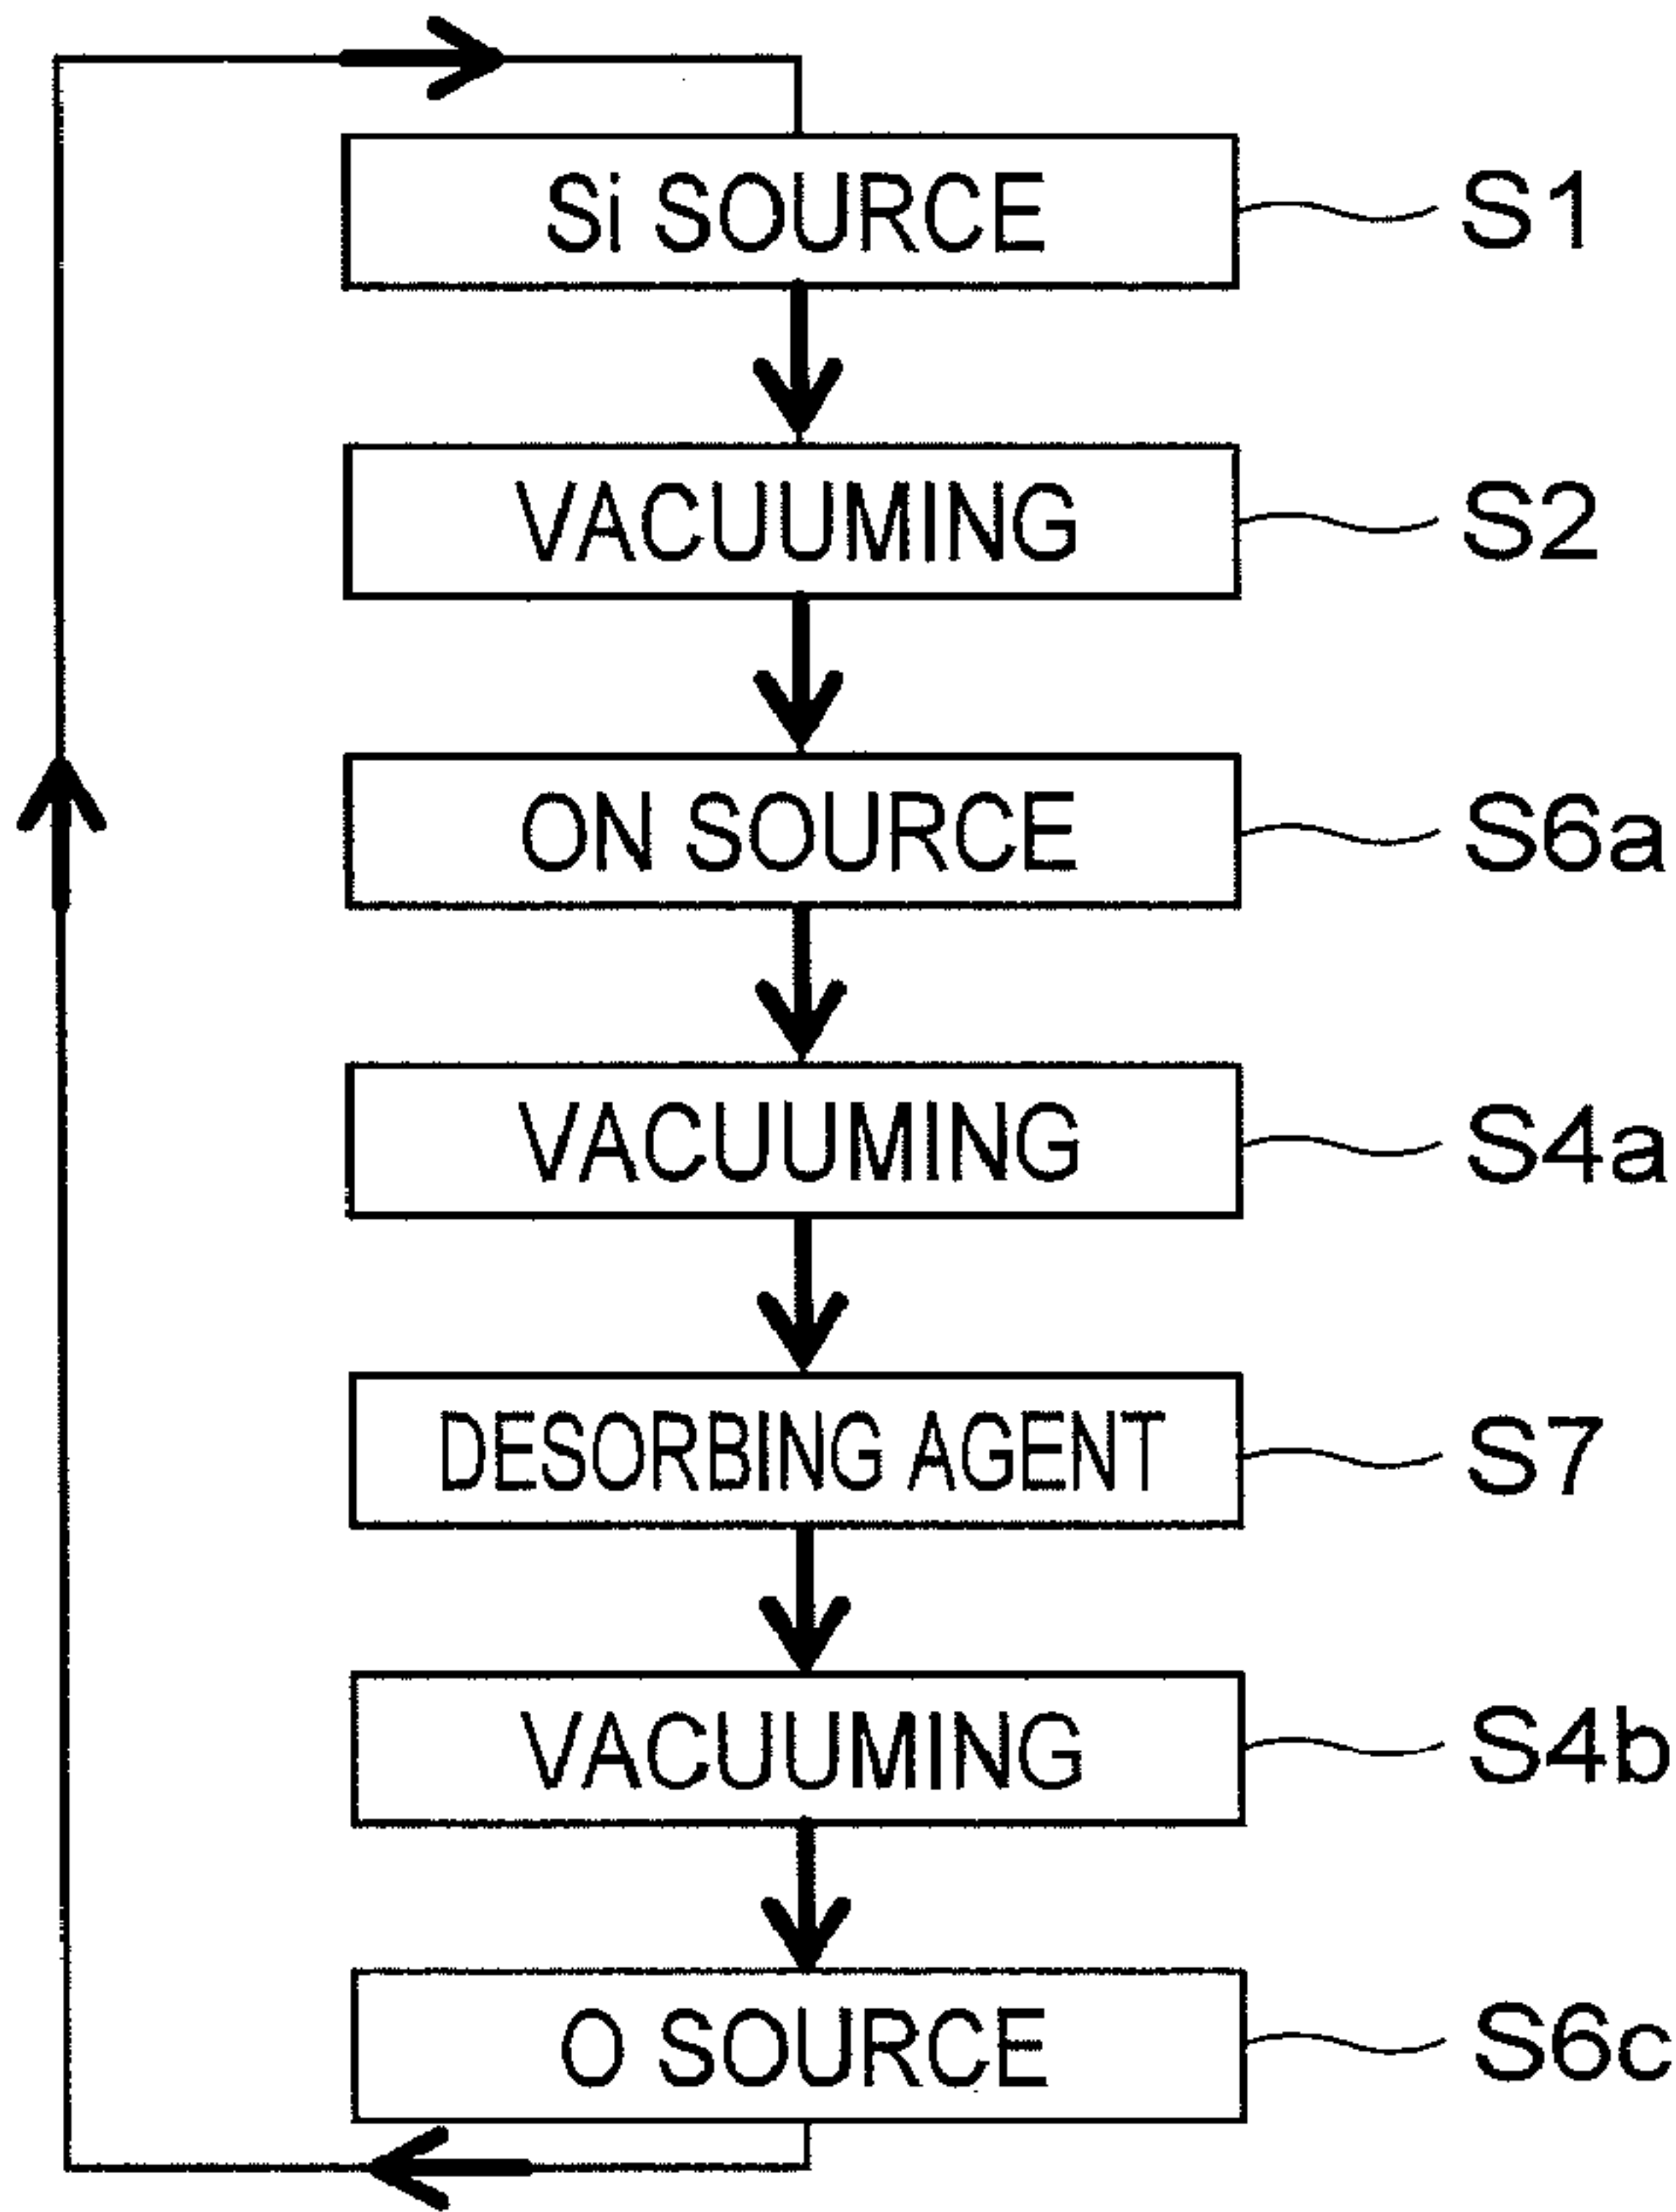 Si SOURCE S1
VACUUMING S2
ON SOURCE S6a
VACUUMING S4a
DESORBING AGENT S7
VACUUMING S4b
O SOURCE S6c